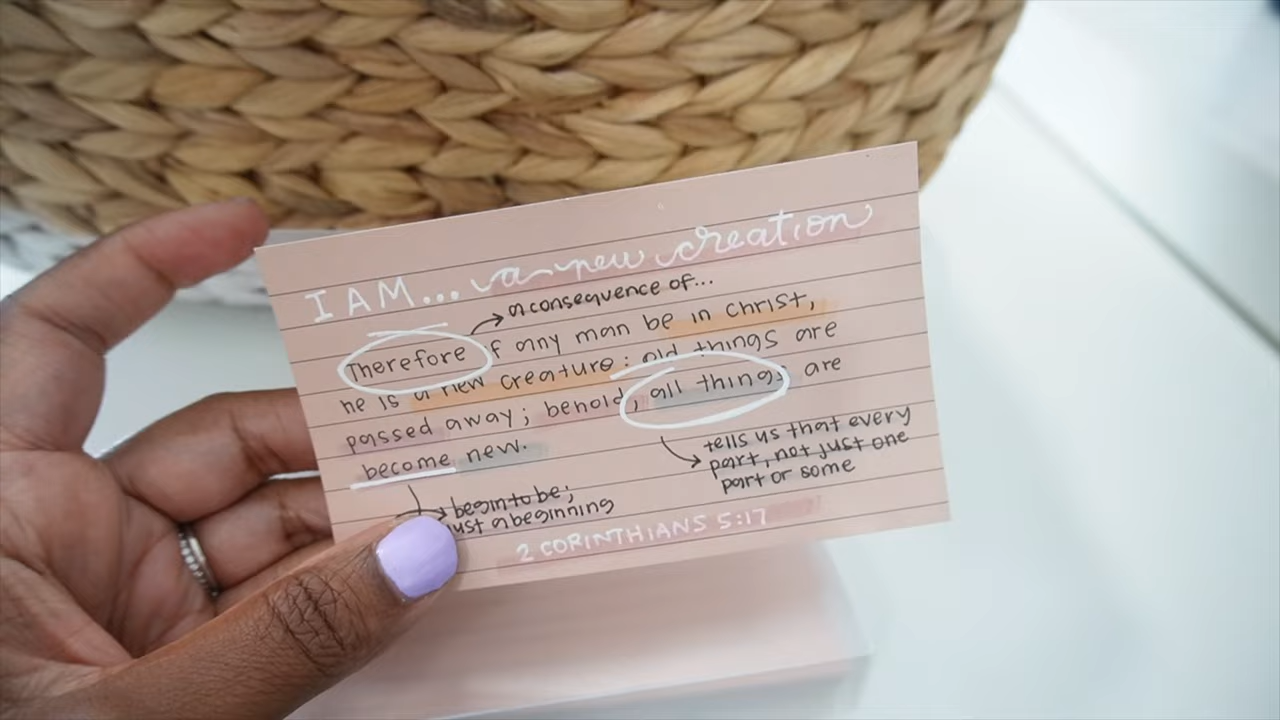 I AM... a new creation
a consequence of...
Therefore if any man be in christ,
he is a new creature: old things are
passed away; behold, all things are
become new.
tells us that every
part, not just one
part or some
begin to be;
just a beginning
2 CORINTHIANS 5:17